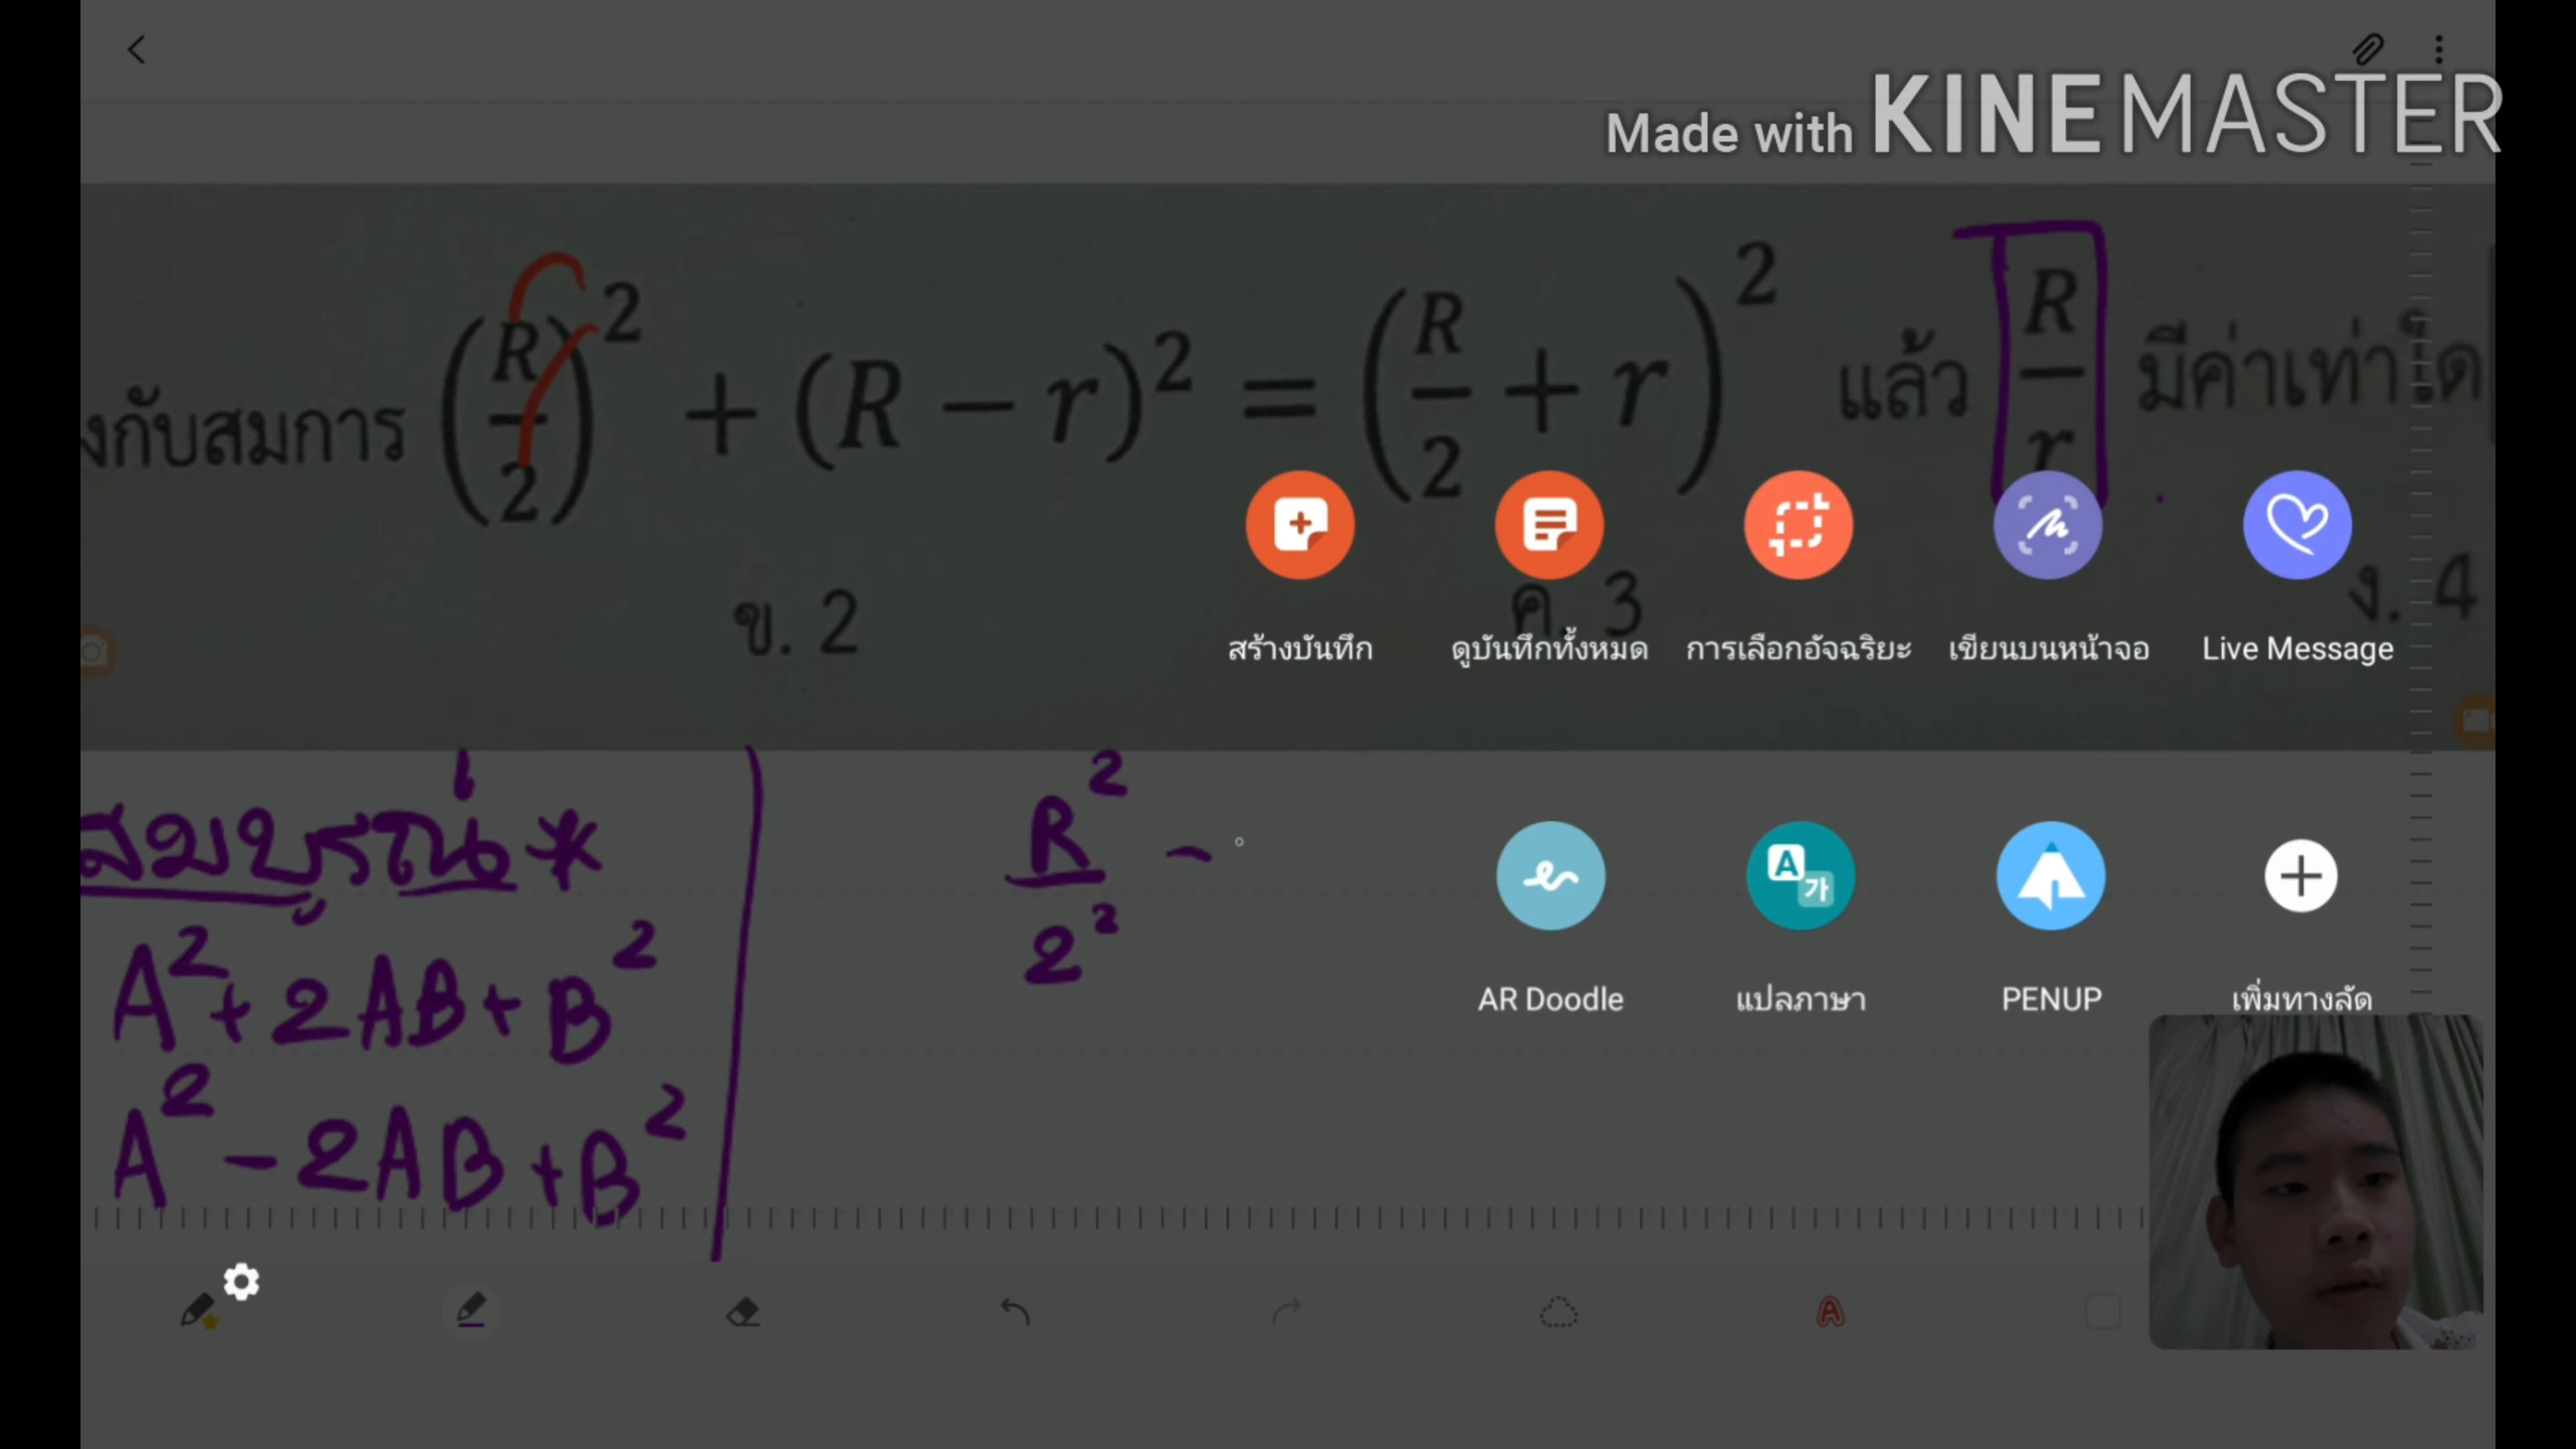 Made with KINEMASTER
งกับสมการ (R/2)² + (R − r)² = (R/2 + r)² แล้ว R/r มีค่าเท่าใด
ข. 2 ค. 3 ง. 4
สร้างบันทึก ดูบันทึกทั้งหมด การเลือกอัจฉริยะ เขียนบนหน้าจอ Live Message
สมบูรณ์ *
R²/2² -
A² + 2AB + B²
A² - 2AB + B²
AR Doodle แปลภาษา PENUP เพิ่มทางลัด